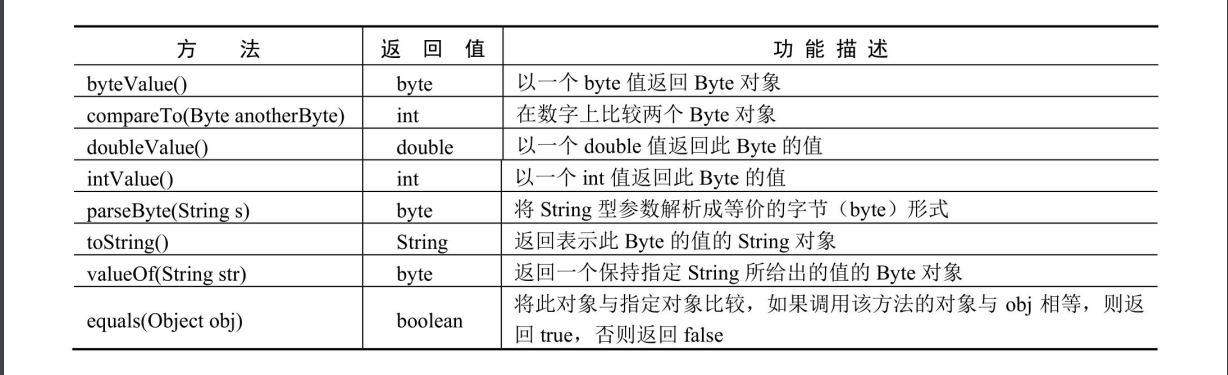 方 法 返 回 值 功 能 描 述
byteValue() byte 以一个 byte 值返回 Byte 对象
compareTo(Byte anotherByte) int 在数字上比较两个 Byte 对象
doubleValue() double 以一个 double 值返回此 Byte 的值
intValue() int 以一个 int 值返回此 Byte 的值
parseByte(String s) byte 将 String 型参数解析成等价的字节（byte）形式
toString() String 返回表示此 Byte 的值的 String 对象
valueOf(String str) byte 返回一个保持指定 String 所给出的值的 Byte 对象
equals(Object obj) boolean 将此对象与指定对象比较，如果调用该方法的对象与 obj 相等，则返
回 true，否则返回 false